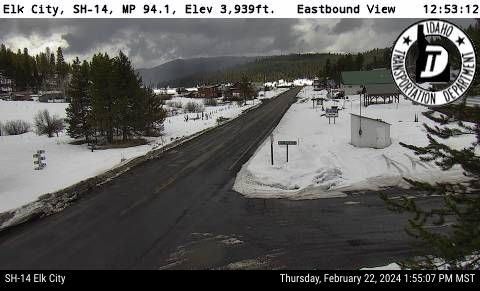 Elk City, SH-14, MP 94.1, Elev 3,939ft. Eastbound View 12:53:12
IDAHO
TRANSPORTATION DEPARTMENT
SH-14 Elk City Thursday, February 22, 2024 1:55:07 PM MST